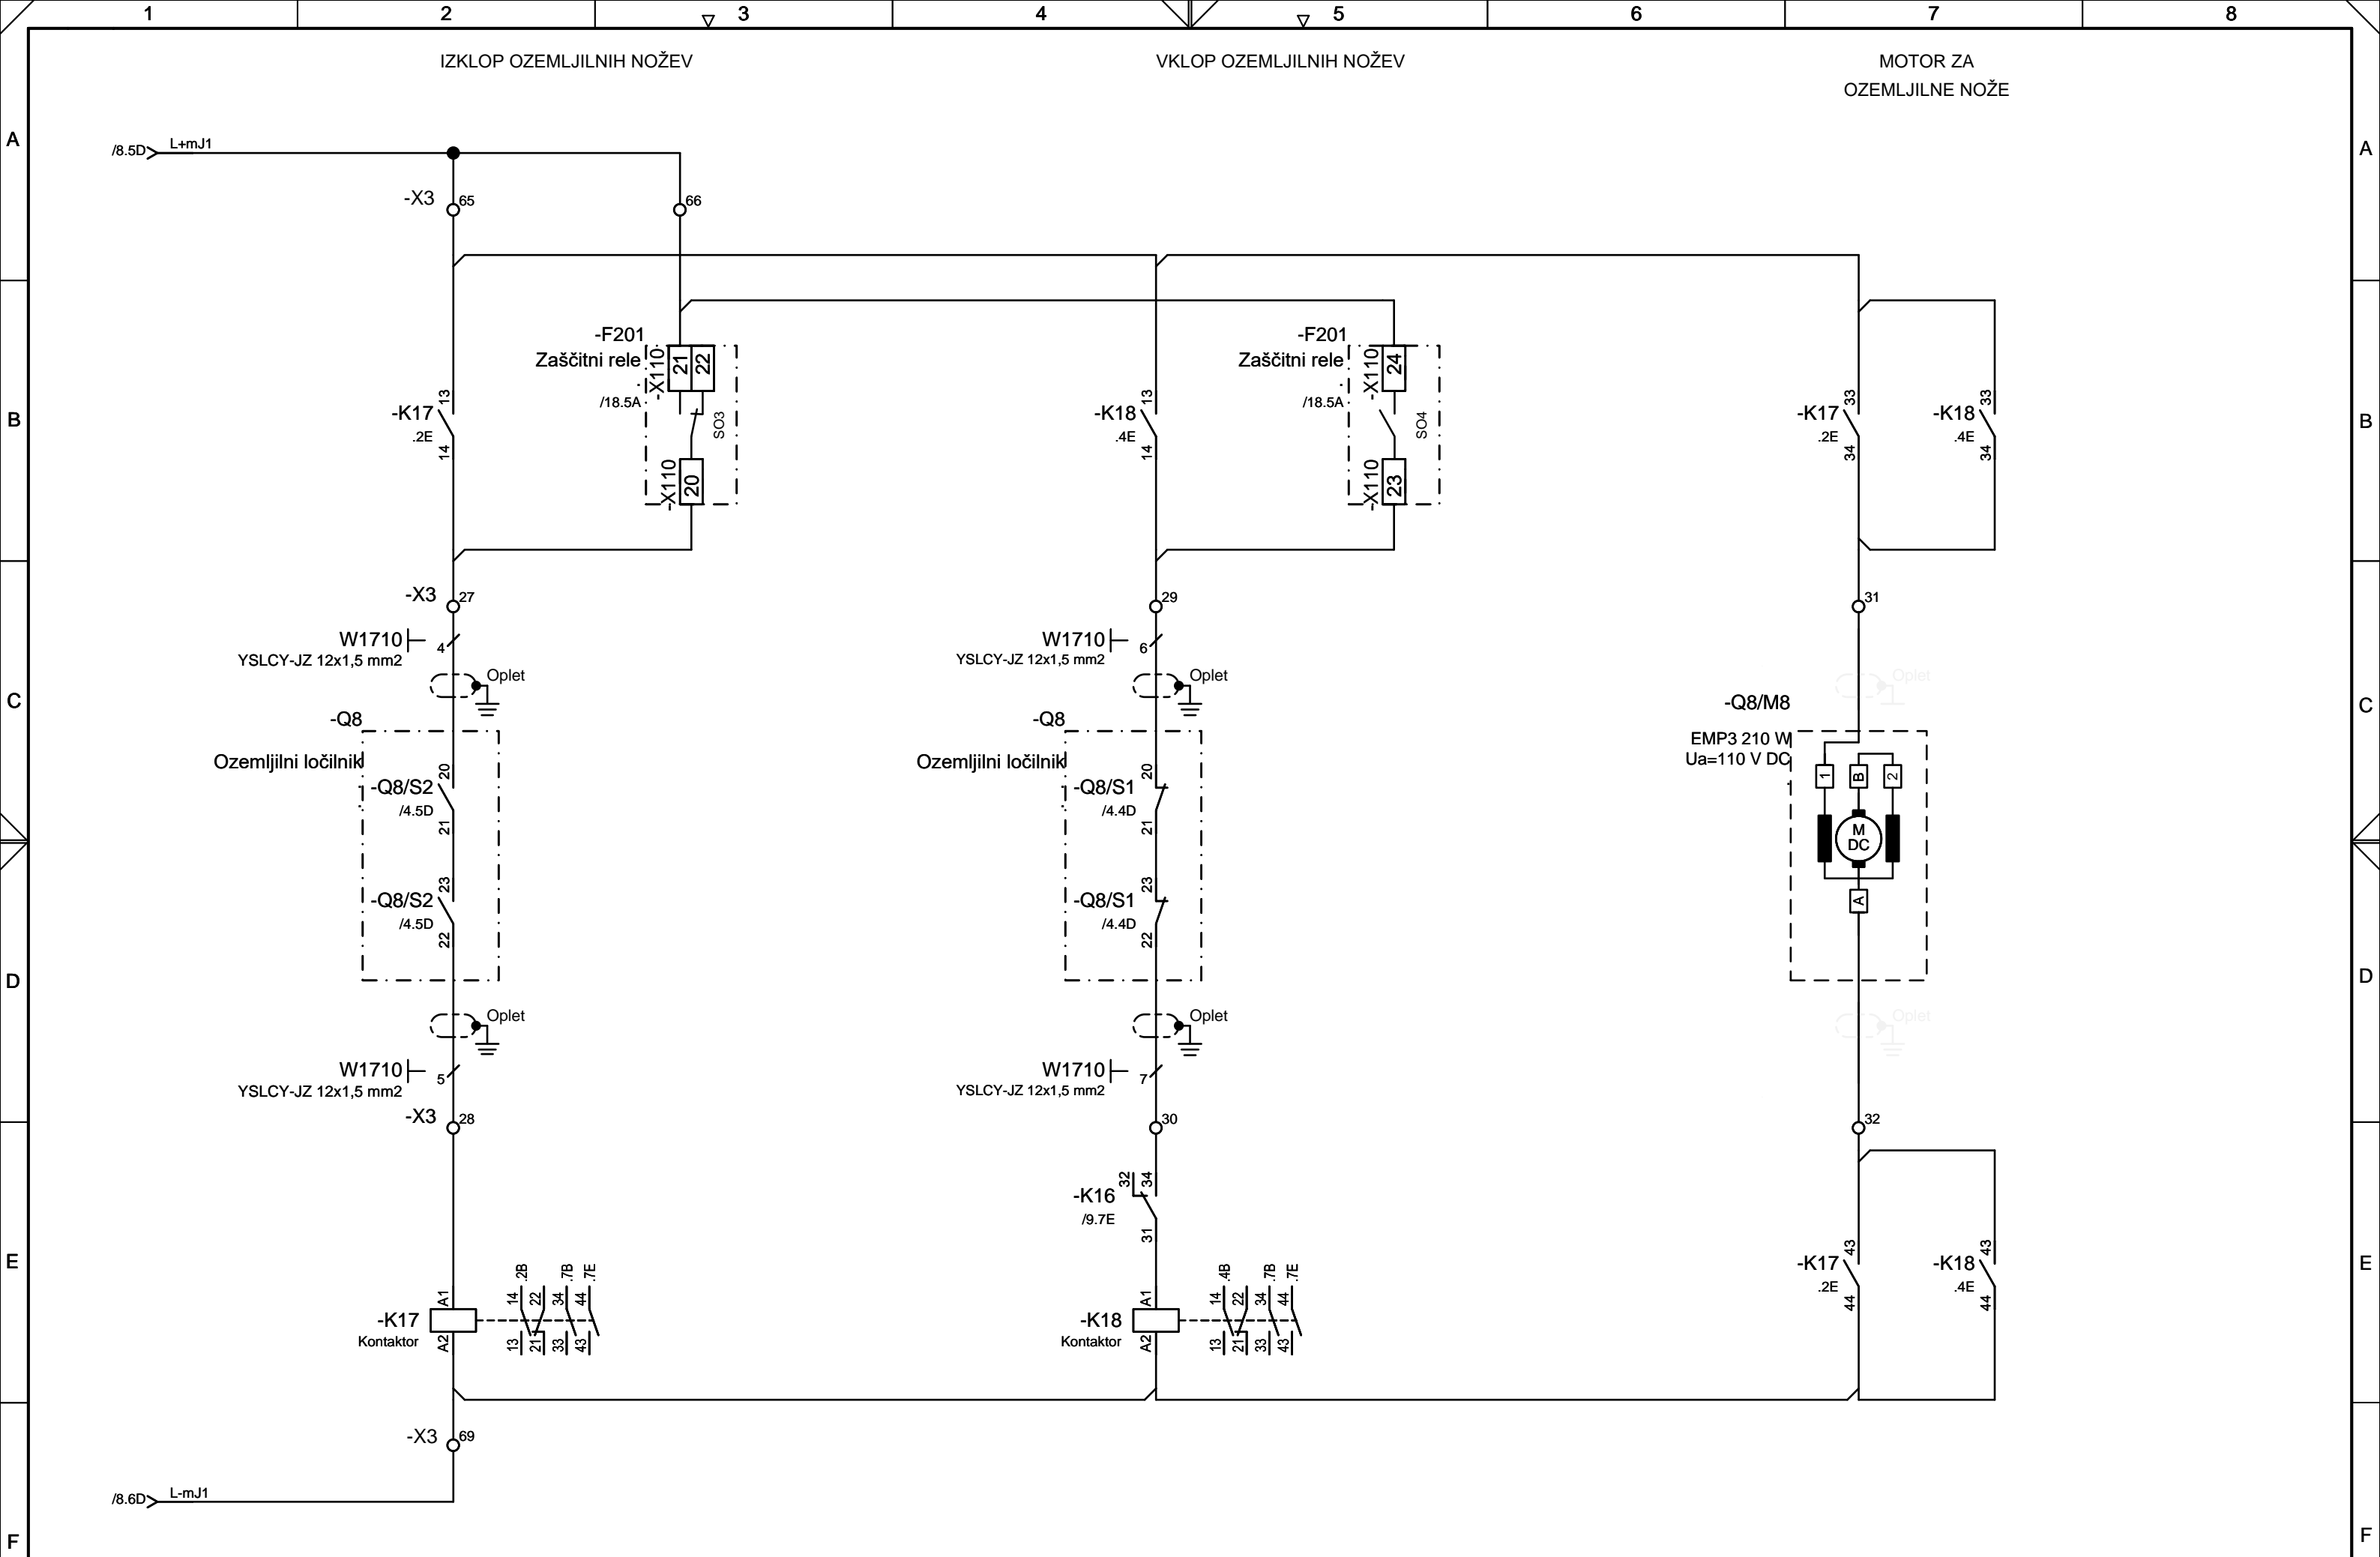 1 2 3 4 5 6 7 8
IZKLOP OZEMLJILNIH NOŽEV
VKLOP OZEMLJILNIH NOŽEV
MOTOR ZA
OZEMLJILNE NOŽE
A A
/8.5D L+mJ1
-X3 65 66
-F201
Zaščitni rele
/18.5A
-X110 21 22
SO3
-X110 20
-F201
Zaščitni rele
/18.5A
-X110 24
SO4
-X110 23
B B
-K17 13
.2E
14
-K18 13
.4E
14
-K17 33
.2E
34
-K18 33
.4E
34
-X3 27
29
31
W1710 4
YSLCY-JZ 12x1,5 mm2
Oplet
W1710 6
YSLCY-JZ 12x1,5 mm2
Oplet
Oplet
C C
-Q8
Ozemljilni ločilnik
-Q8/S2 20
/4.5D
21
-Q8/S2 23
/4.5D
22
-Q8
Ozemljilni ločilnik
-Q8/S1 20
/4.4D
21
-Q8/S1 23
/4.4D
22
-Q8/M8
EMP3 210 W
Ua=110 V DC
1 B 2
M
DC
A
D D
Oplet
W1710 5
YSLCY-JZ 12x1,5 mm2
-X3 28
Oplet
W1710 7
YSLCY-JZ 12x1,5 mm2
30
Oplet
32
-K16 32 34
/9.7E
31
E E
-K17 A1
Kontaktor A2
.2B .7B .7E
14 22 34 44
13 21 33 43
-K18 A1
Kontaktor A2
.4B .7B .7E
14 22 34 44
13 21 33 43
-K17 43
.2E
44
-K18 43
.4E
44
-X3 69
/8.6D L-mJ1
F F